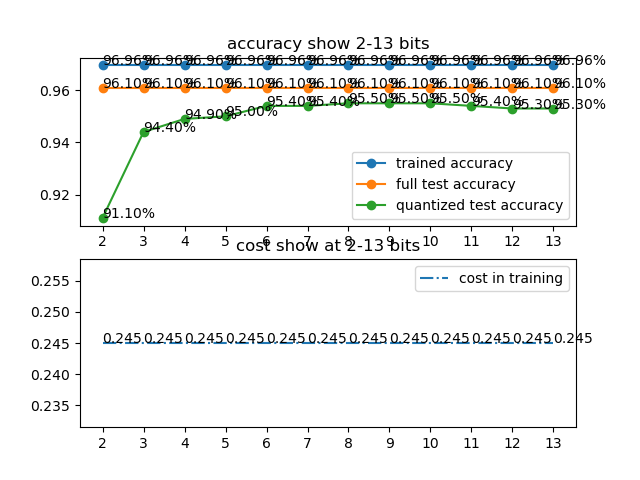 accuracy show 2-13 bits
96.96% 96.96% 96.96% 96.96% 96.96% 96.96% 96.96% 96.96% 96.96% 96.96% 96.96% 96.96%
0.96
96.10% 96.10% 96.10% 96.10% 96.10% 96.10% 96.10% 96.10% 96.10% 96.10% 96.10% 96.10%
91.10% 94.40% 94.90% 95.00% 95.40% 95.40% 95.50% 95.50% 95.50% 95.40% 95.30% 95.30%
0.94
0.92
trained accuracy
full test accuracy
quantized test accuracy
2 3 4 5 6 7 8 9 10 11 12 13
cost show at 2-13 bits
cost in training
0.255
0.250
0.245
0.240
0.235
0.245 0.245 0.245 0.245 0.245 0.245 0.245 0.245 0.245 0.245 0.245 0.245
2 3 4 5 6 7 8 9 10 11 12 13